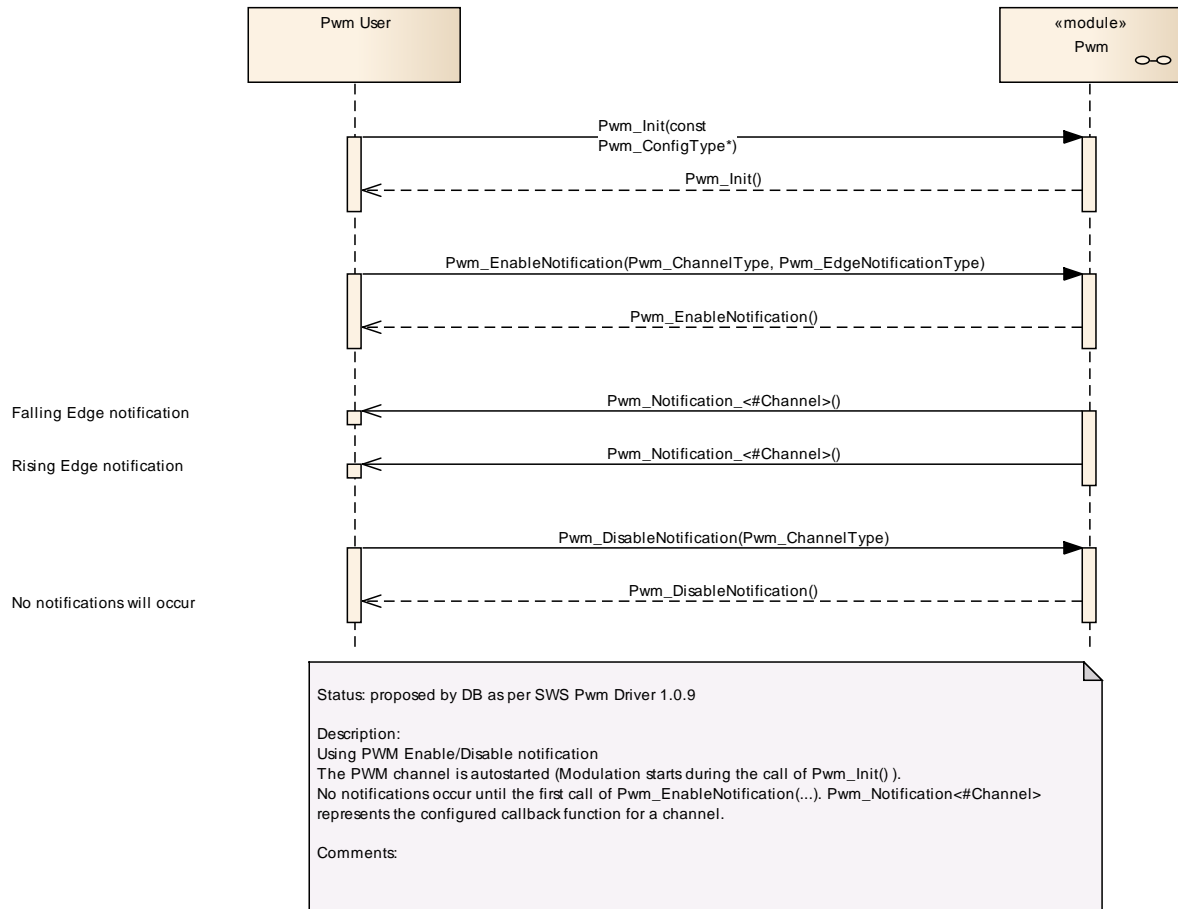 Pwm User
«module»
Pwm
Pwm_Init(const
Pwm_ConfigType*)
Pwm_Init()
Pwm_EnableNotification(Pwm_ChannelType, Pwm_EdgeNotificationType)
Pwm_EnableNotification()
Falling Edge notification
Pwm_Notification_<#Channel>()
Rising Edge notification
Pwm_Notification_<#Channel>()
Pwm_DisableNotification(Pwm_ChannelType)
No notifications will occur
Pwm_DisableNotification()
Status: proposed by DB as per SWS Pwm Driver 1.0.9
Description:
Using PWM Enable/Disable notification
The PWM channel is autostarted (Modulation starts during the call of Pwm_Init() ).
No notifications occur until the first call of Pwm_EnableNotification(...). Pwm_Notification<#Channel>
represents the configured callback function for a channel.
Comments: